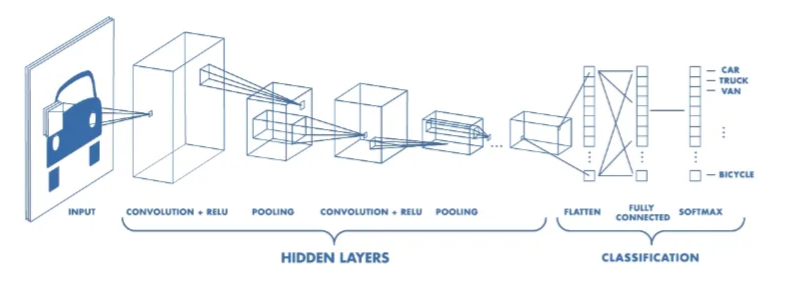 CAR
TRUCK
VAN
BICYCLE
INPUT
CONVOLUTION + RELU
POOLING
CONVOLUTION + RELU
POOLING
FLATTEN
FULLY
CONNECTED
SOFTMAX
HIDDEN LAYERS
CLASSIFICATION